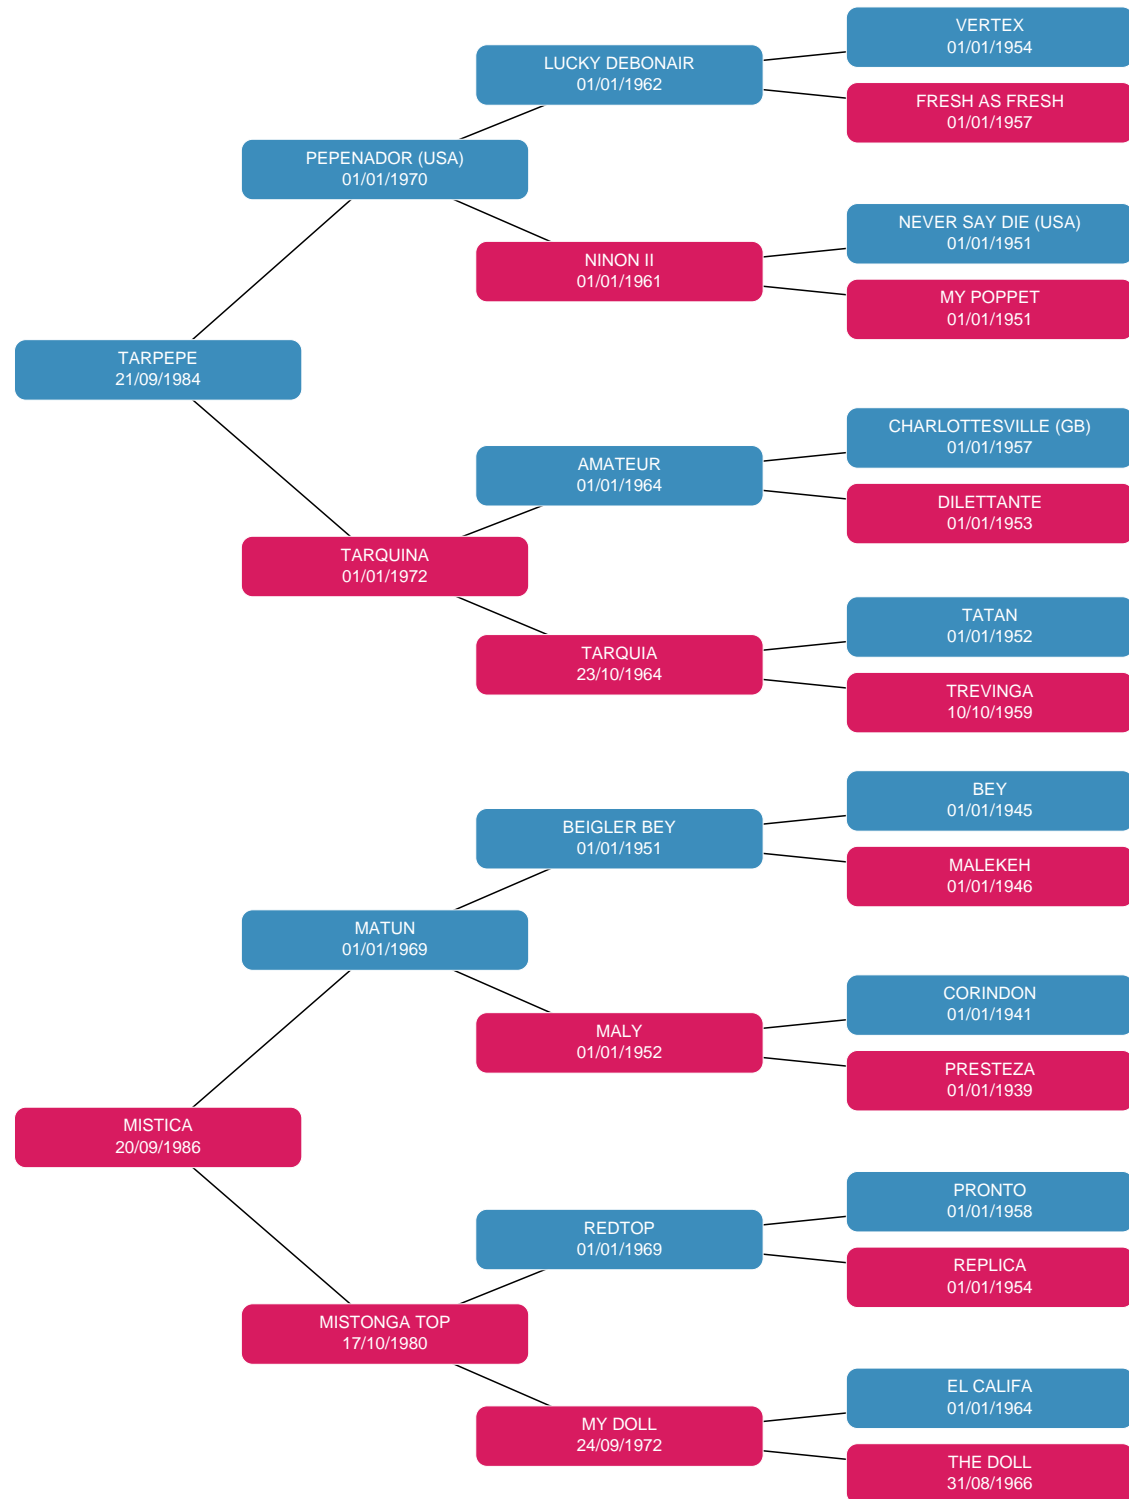 VERTEX
01/01/1954
LUCKY DEBONAIR
01/01/1962
FRESH AS FRESH
01/01/1957
PEPENADOR (USA)
01/01/1970
NEVER SAY DIE (USA)
01/01/1951
NINON II
01/01/1961
MY POPPET
01/01/1951
TARPEPE
21/09/1984
CHARLOTTESVILLE (GB)
01/01/1957
AMATEUR
01/01/1964
DILETTANTE
01/01/1953
TARQUINA
01/01/1972
TATAN
01/01/1952
TARQUIA
23/10/1964
TREVINGA
10/10/1959
BEY
01/01/1945
BEIGLER BEY
01/01/1951
MALEKEH
01/01/1946
MATUN
01/01/1969
CORINDON
01/01/1941
MALY
01/01/1952
PRESTEZA
01/01/1939
MISTICA
20/09/1986
PRONTO
01/01/1958
REDTOP
01/01/1969
REPLICA
01/01/1954
MISTONGA TOP
17/10/1980
EL CALIFA
01/01/1964
MY DOLL
24/09/1972
THE DOLL
31/08/1966